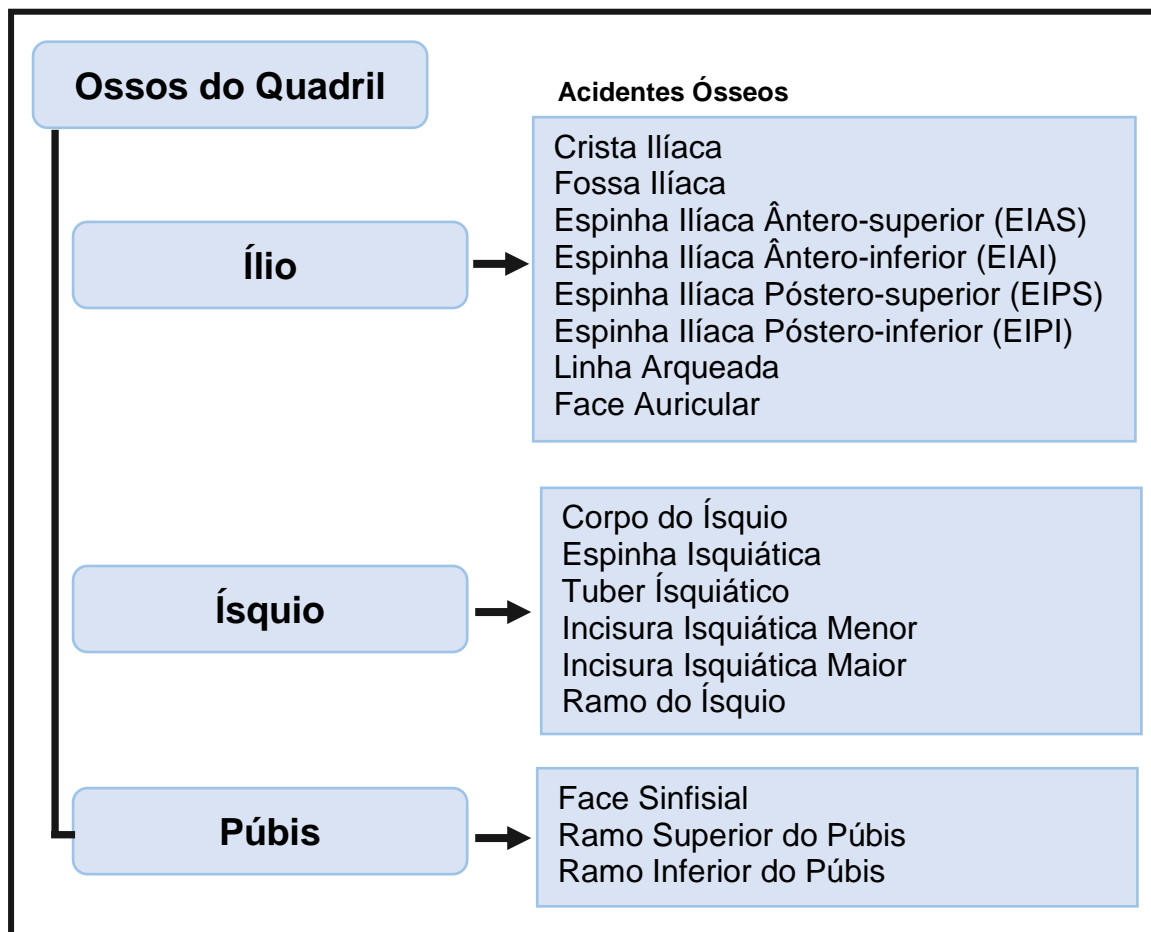 Ossos do Quadril
Acidentes Ósseos
Ílio
Crista Ilíaca
Fossa Ilíaca
Espinha Ilíaca Ântero-superior (EIAS)
Espinha Ilíaca Ântero-inferior (EIAI)
Espinha Ilíaca Póstero-superior (EIPS)
Espinha Ilíaca Póstero-inferior (EIPI)
Linha Arqueada
Face Auricular
Ísquio
Corpo do Ísquio
Espinha Isquiática
Tuber Ísquiático
Incisura Isquiática Menor
Incisura Isquiática Maior
Ramo do Ísquio
Púbis
Face Sinfisial
Ramo Superior do Púbis
Ramo Inferior do Púbis